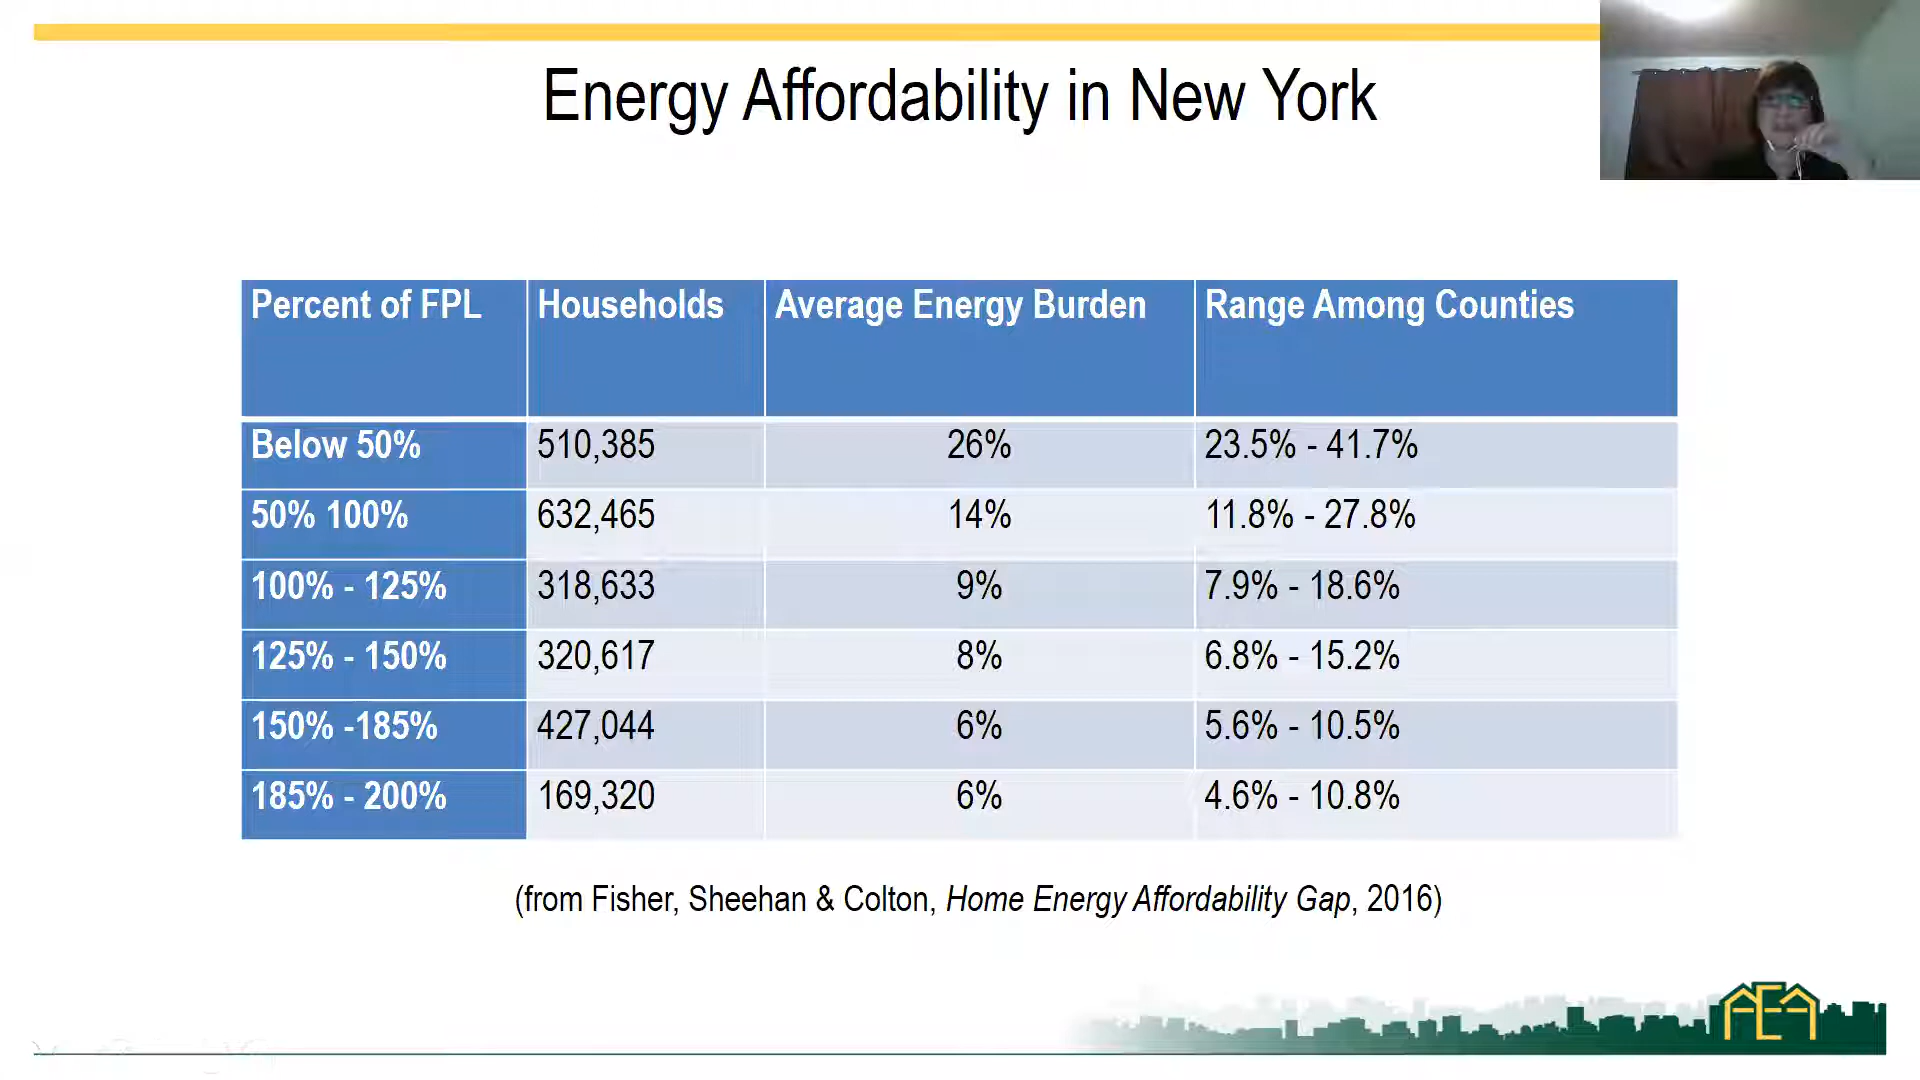 Energy Affordability in New York
Percent of FPL Households Average Energy Burden Range Among Counties
Below 50% 510,385 26% 23.5% - 41.7%
50% 100% 632,465 14% 11.8% - 27.8%
100% - 125% 318,633 9% 7.9% - 18.6%
125% - 150% 320,617 8% 6.8% - 15.2%
150% -185% 427,044 6% 5.6% - 10.5%
185% - 200% 169,320 6% 4.6% - 10.8%
(from Fisher, Sheehan & Colton, Home Energy Affordability Gap, 2016)
AEA